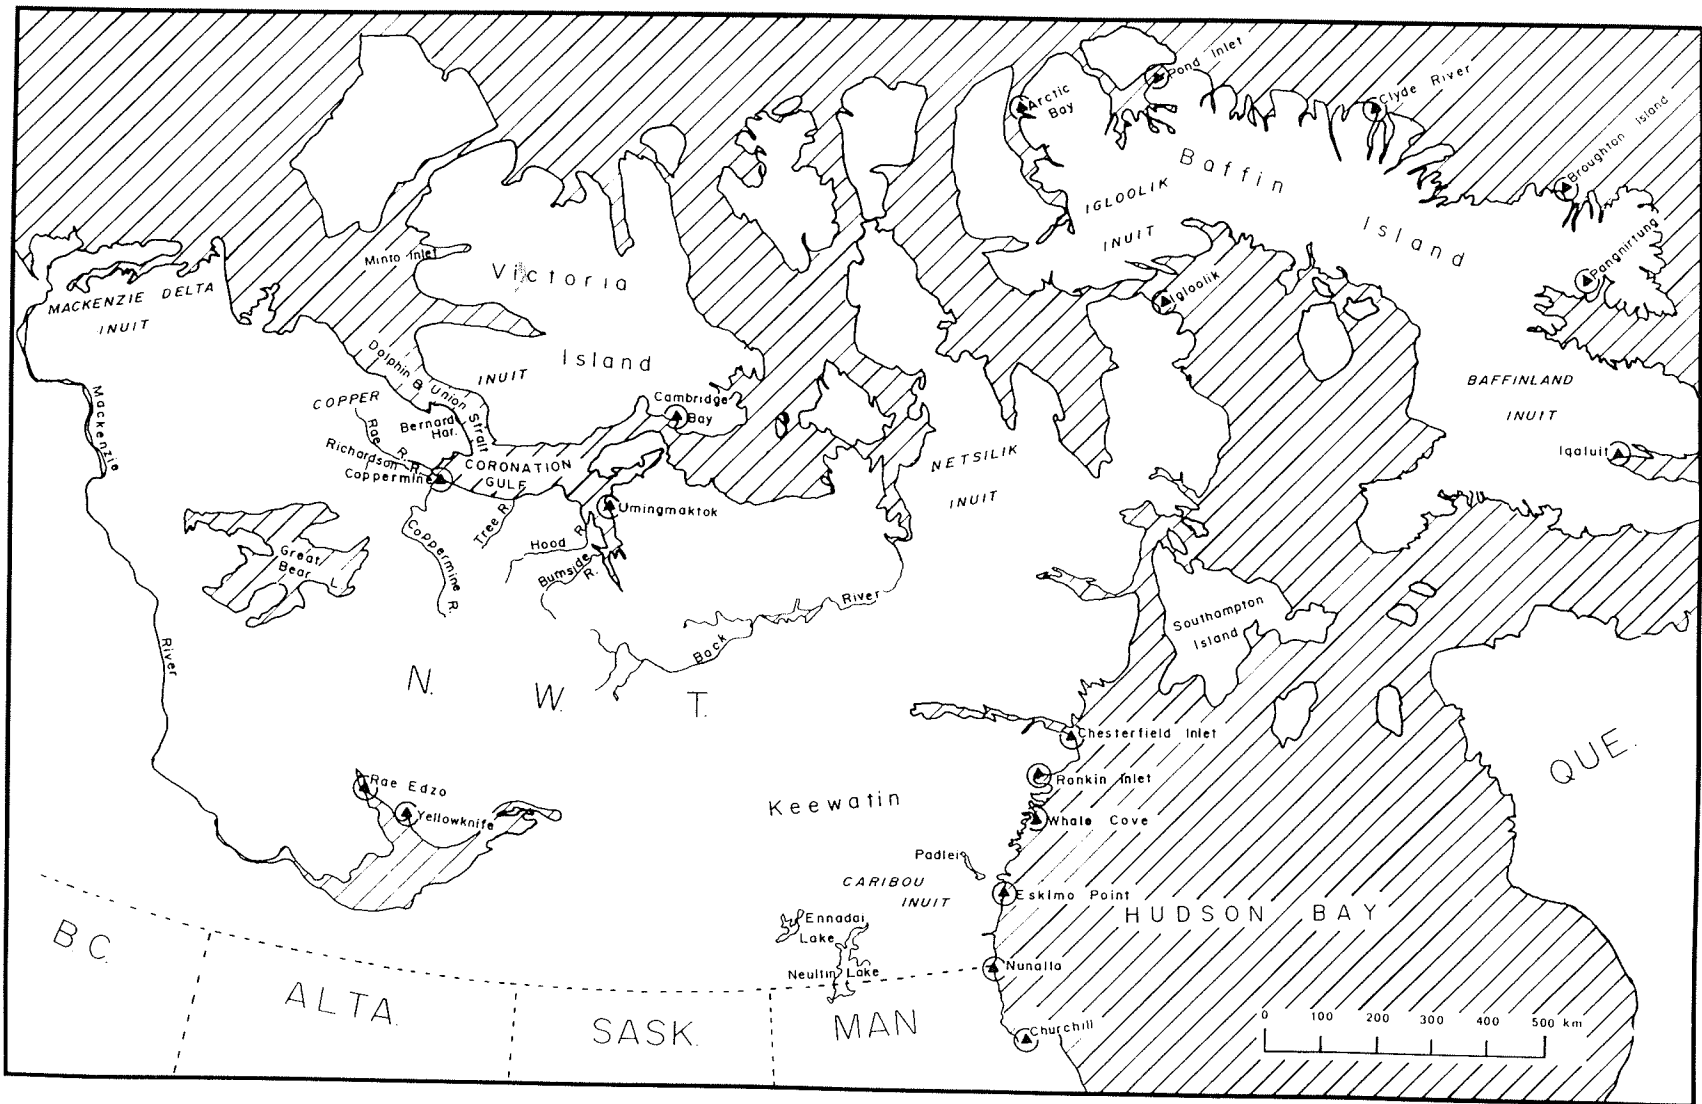 Pond Inlet
Arctic
Bay
Clyde River
Broughton Island
Baffin
Island
IGLOOLIK
INUIT
Pangnirtung
Igloolik
Minto Inlet
Victoria
Island
MACKENZIE DELTA
INUIT
Dolphin & Union Strait
INUIT
COPPER
Cambridge
Bay
Bernard
Har.
Rae R.
Richardson R.
Coppermine
CORONATION
GULF
BAFFINLAND
INUIT
Iqaluit
NETSILIK
INUIT
Umingmaktok
Tree R.
Hood R.
Burnside
R.
Coppermine R.
Great
Bear
Mackenzie
River
Back
River
Southampton
Island
N. W. T.
Chesterfield Inlet
Rankin Inlet
Whale Cove
QUE.
Rae Edzo
Yellowknife
Keewatin
Padlei
CARIBOU
INUIT
Eskimo Point
HUDSON BAY
Ennadai
Lake
Neultin Lake
Nunalla
Churchill
B.C.
ALTA.
SASK.
MAN
0 100 200 300 400 500 km